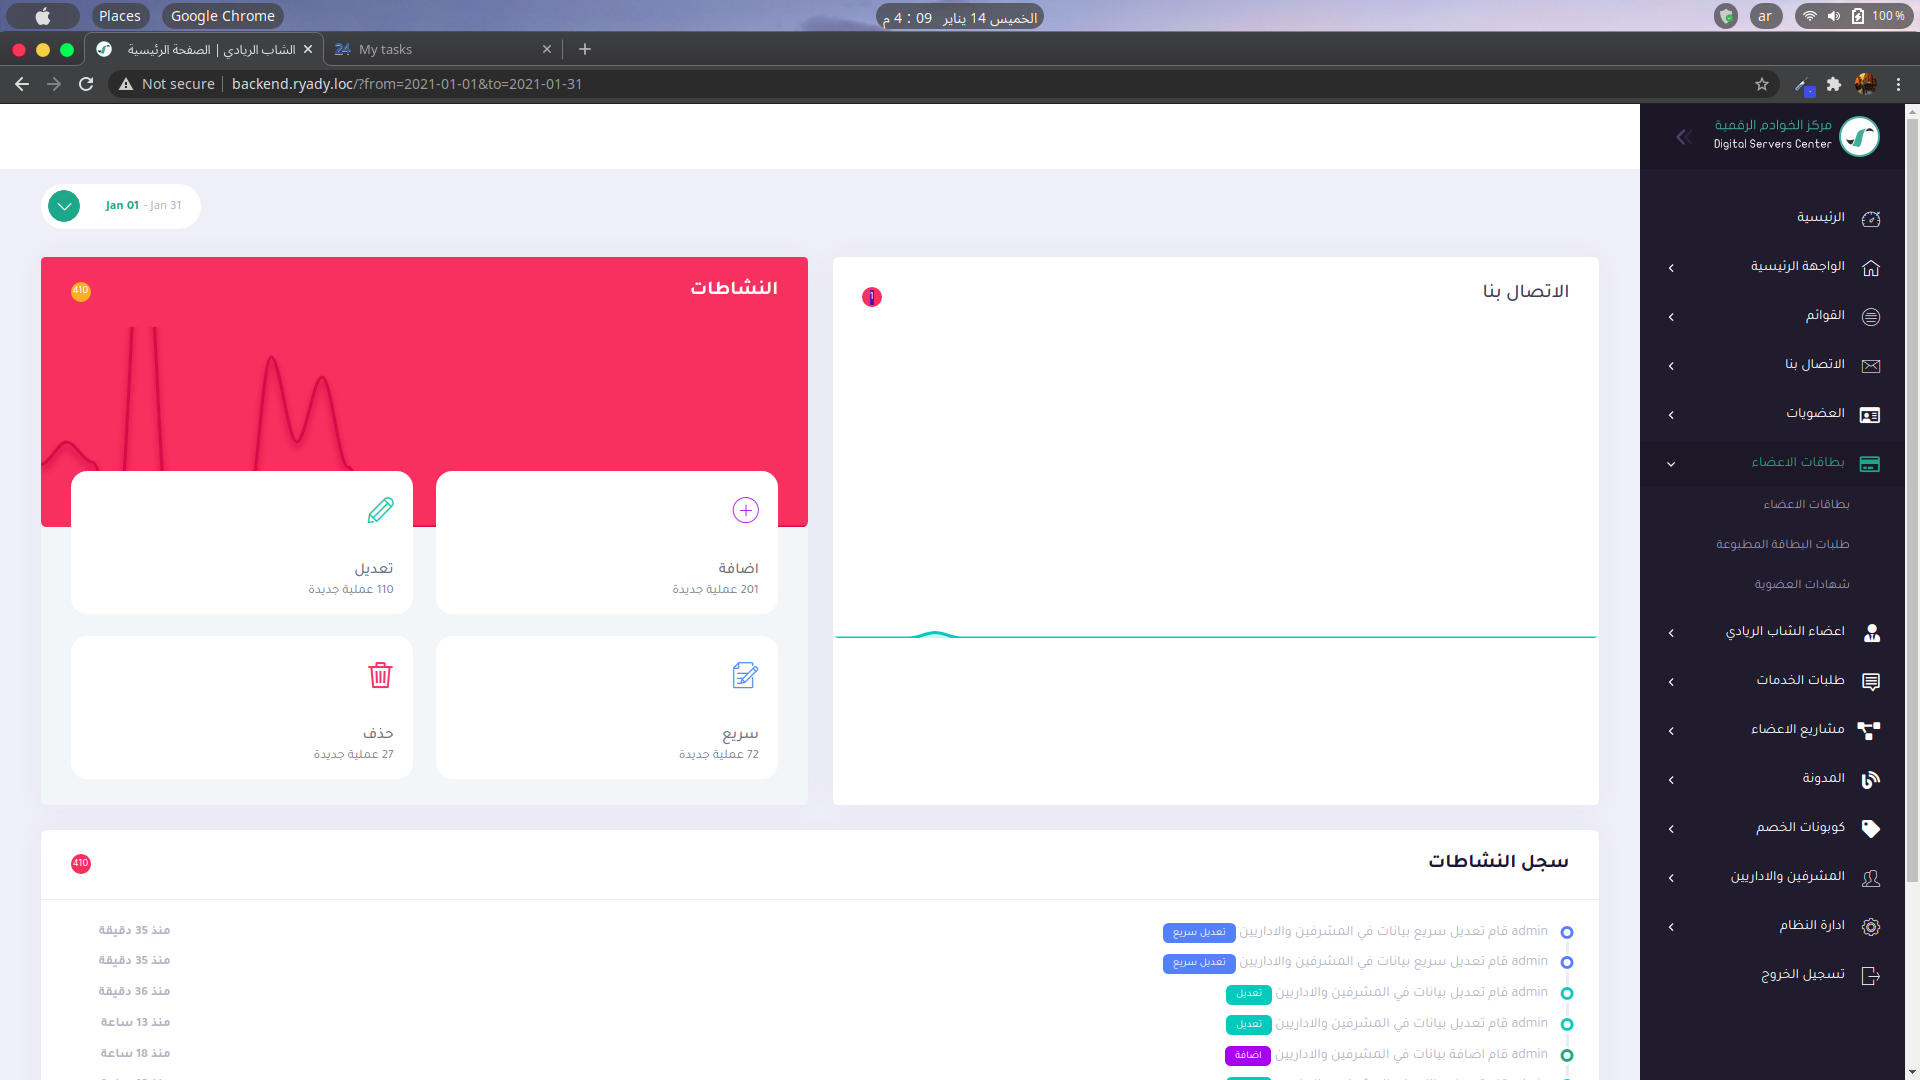 Places
Google Chrome
الخميس 14 يناير 09 : 4 م
ar
100 %
الشاب الريادي | الصفحة الرئيسية
My tasks
Not secure
backend.ryady.loc/?from=2021-01-01&to=2021-01-31
مركز الخوادم الرقمية
Digital Servers Center
الرئيسية
الواجهة الرئيسية
القوائم
الاتصال بنا
العضويات
بطاقات الاعضاء
بطاقات الاعضاء
طلبات البطاقة المطبوعة
شهادات العضوية
اعضاء الشاب الريادي
طلبات الخدمات
مشاريع الاعضاء
المدونة
كوبونات الخصم
المشرفين والاداريين
ادارة النظام
تسجيل الخروج
Jan 01 - Jan 31
الاتصال بنا
1
النشاطات
410
اضافة
201 عملية جديدة
تعديل
110 عملية جديدة
سريع
72 عملية جديدة
حذف
27 عملية جديدة
سجل النشاطات
410
admin قام تعديل سريع بيانات في المشرفين والاداريين تعديل سريع
منذ 35 دقيقة
admin قام تعديل سريع بيانات في المشرفين والاداريين تعديل سريع
منذ 35 دقيقة
admin قام تعديل بيانات في المشرفين والاداريين تعديل
منذ 36 دقيقة
admin قام تعديل بيانات في المشرفين والاداريين تعديل
منذ 13 ساعة
admin قام اضافة بيانات في المشرفين والاداريين اضافة
منذ 18 ساعة